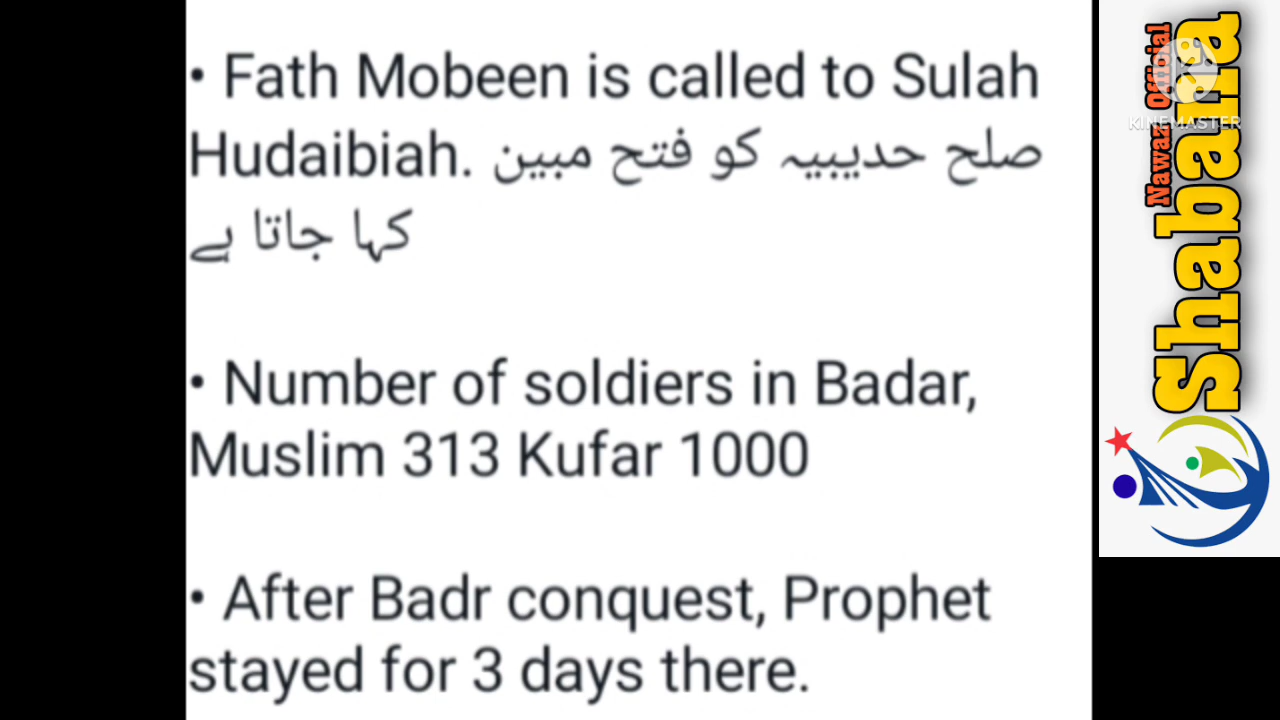 • Fath Mobeen is called to Sulah
Hudaibiah. صلح حدیبیہ کو فتح مبین
کہا جاتا ہے
• Number of soldiers in Badar,
Muslim 313 Kufar 1000
• After Badr conquest, Prophet
stayed for 3 days there.
Nawaz Official
Shabana
KINEMASTER